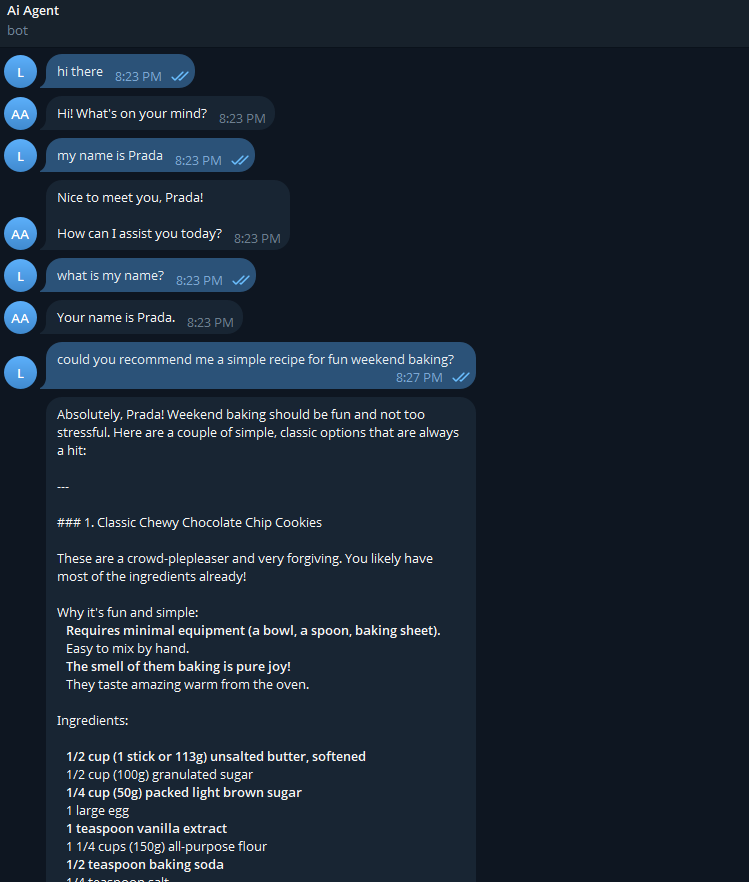 Ai Agent
bot
L
hi there 8:23 PM
AA
Hi! What's on your mind? 8:23 PM
L
my name is Prada 8:23 PM
Nice to meet you, Prada!
AA
How can I assist you today? 8:23 PM
L
what is my name? 8:23 PM
AA
Your name is Prada. 8:23 PM
L
could you recommend me a simple recipe for fun weekend baking?
8:27 PM
Absolutely, Prada! Weekend baking should be fun and not too
stressful. Here are a couple of simple, classic options that are always
a hit:
---
### 1. Classic Chewy Chocolate Chip Cookies
These are a crowd-plepleaser and very forgiving. You likely have
most of the ingredients already!
Why it's fun and simple:
Requires minimal equipment (a bowl, a spoon, baking sheet).
Easy to mix by hand.
The smell of them baking is pure joy!
They taste amazing warm from the oven.
Ingredients:
1/2 cup (1 stick or 113g) unsalted butter, softened
1/2 cup (100g) granulated sugar
1/4 cup (50g) packed light brown sugar
1 large egg
1 teaspoon vanilla extract
1 1/4 cups (150g) all-purpose flour
1/2 teaspoon baking soda
1/4 teaspoon salt